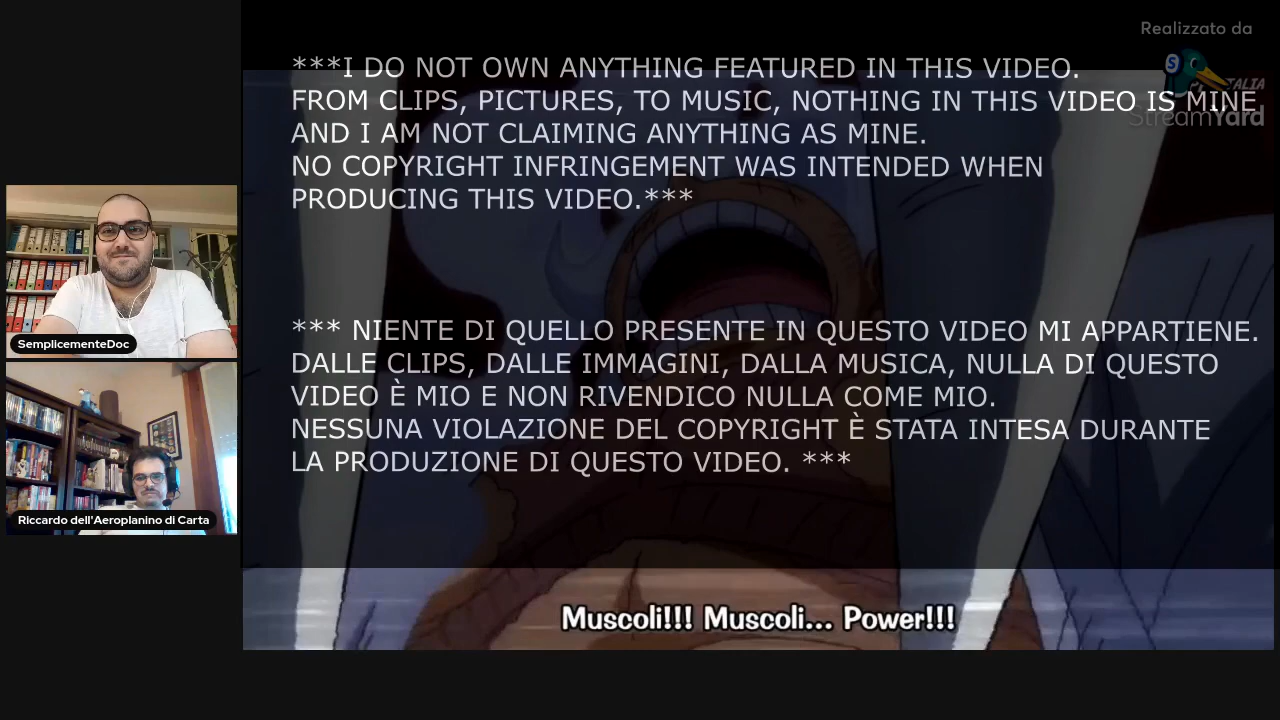 Realizzato da
S
ITALIA
StreamYard
***I DO NOT OWN ANYTHING FEATURED IN THIS VIDEO.
FROM CLIPS, PICTURES, TO MUSIC, NOTHING IN THIS VIDEO IS MINE
AND I AM NOT CLAIMING ANYTHING AS MINE.
NO COPYRIGHT INFRINGEMENT WAS INTENDED WHEN
PRODUCING THIS VIDEO.***
*** NIENTE DI QUELLO PRESENTE IN QUESTO VIDEO MI APPARTIENE.
DALLE CLIPS, DALLE IMMAGINI, DALLA MUSICA, NULLA DI QUESTO
VIDEO È MIO E NON RIVENDICO NULLA COME MIO.
NESSUNA VIOLAZIONE DEL COPYRIGHT È STATA INTESA DURANTE
LA PRODUZIONE DI QUESTO VIDEO. ***
SemplicementeDoc
Riccardo dell'Aeroplanino di Carta
Muscoli!!! Muscoli... Power!!!